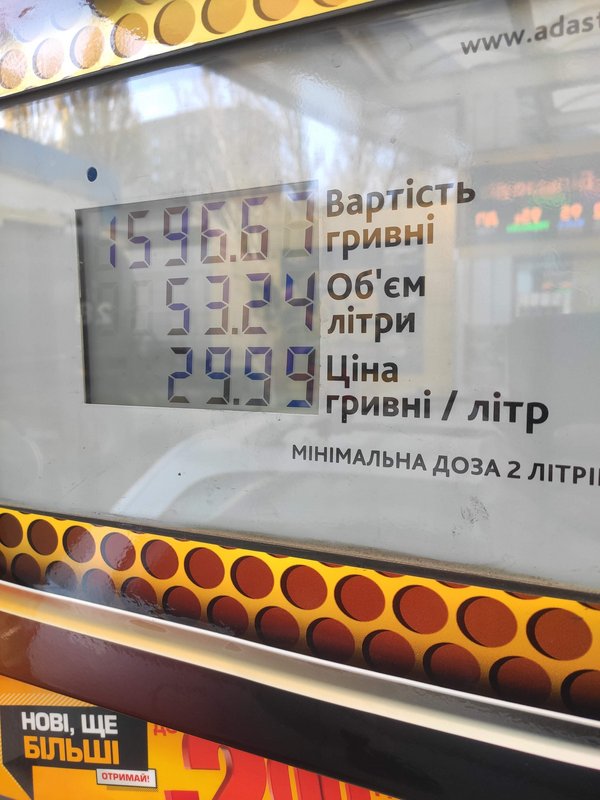 www.adast
1596.67 Вартість
гривні
53.24 Об'єм
літри
29.99 Ціна
гривні / літр
МІНІМАЛЬНА ДОЗА 2
НОВІ, ЩЕ
БІЛЬШІ
ОТРИМАЙ!